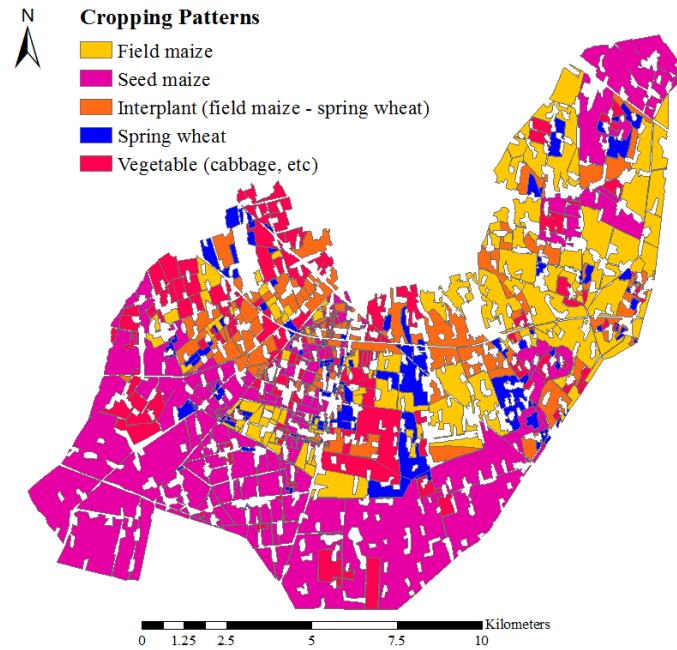 N
Cropping Patterns
Field maize
Seed maize
Interplant (field maize - spring wheat)
Spring wheat
Vegetable (cabbage, etc)
Kilometers
0 1.25 2.5 5 7.5 10